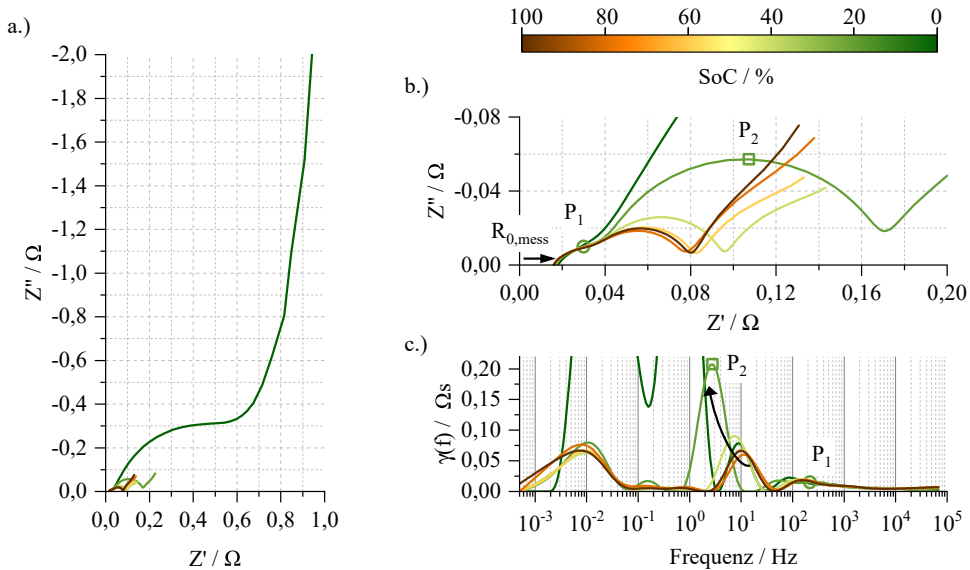 a.)
-2,0
-1,8
-1,6
-1,4
-1,2
-1,0
-0,8
-0,6
-0,4
-0,2
0,0
Z'' / Ω
0,0 0,2 0,4 0,6 0,8 1,0
Z' / Ω
100 80 60 40 20 0
SoC / %
b.)
-0,08
-0,04
0,00
Z'' / Ω
P2
P1
R0,mess
0,00 0,04 0,08 0,12 0,16 0,20
Z' / Ω
c.)
0,20
0,15
0,10
0,05
0,00
γ(f) / Ωs
P2
P1
10-3 10-2 10-1 100 101 102 103 104 105
Frequenz / Hz